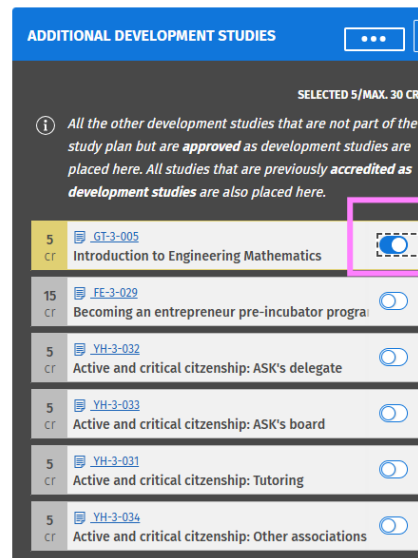 ADDITIONAL DEVELOPMENT STUDIES
SELECTED 5/MAX. 30 CR
All the other development studies that are not part of the
study plan but are approved as development studies are
placed here. All studies that are previously accredited as
development studies are also placed here.
5 cr GT-3-005
Introduction to Engineering Mathematics
15 cr FE-3-029
Becoming an entrepreneur pre-incubator
5 cr YH-3-032
Active and critical citzenship: ASK's delegate
5 cr YH-3-033
Active and critical citzenship: ASK's board
5 cr YH-3-031
Active and critical citzenship: Tutoring
5 cr YH-3-034
Active and critical citzenship: Other associations